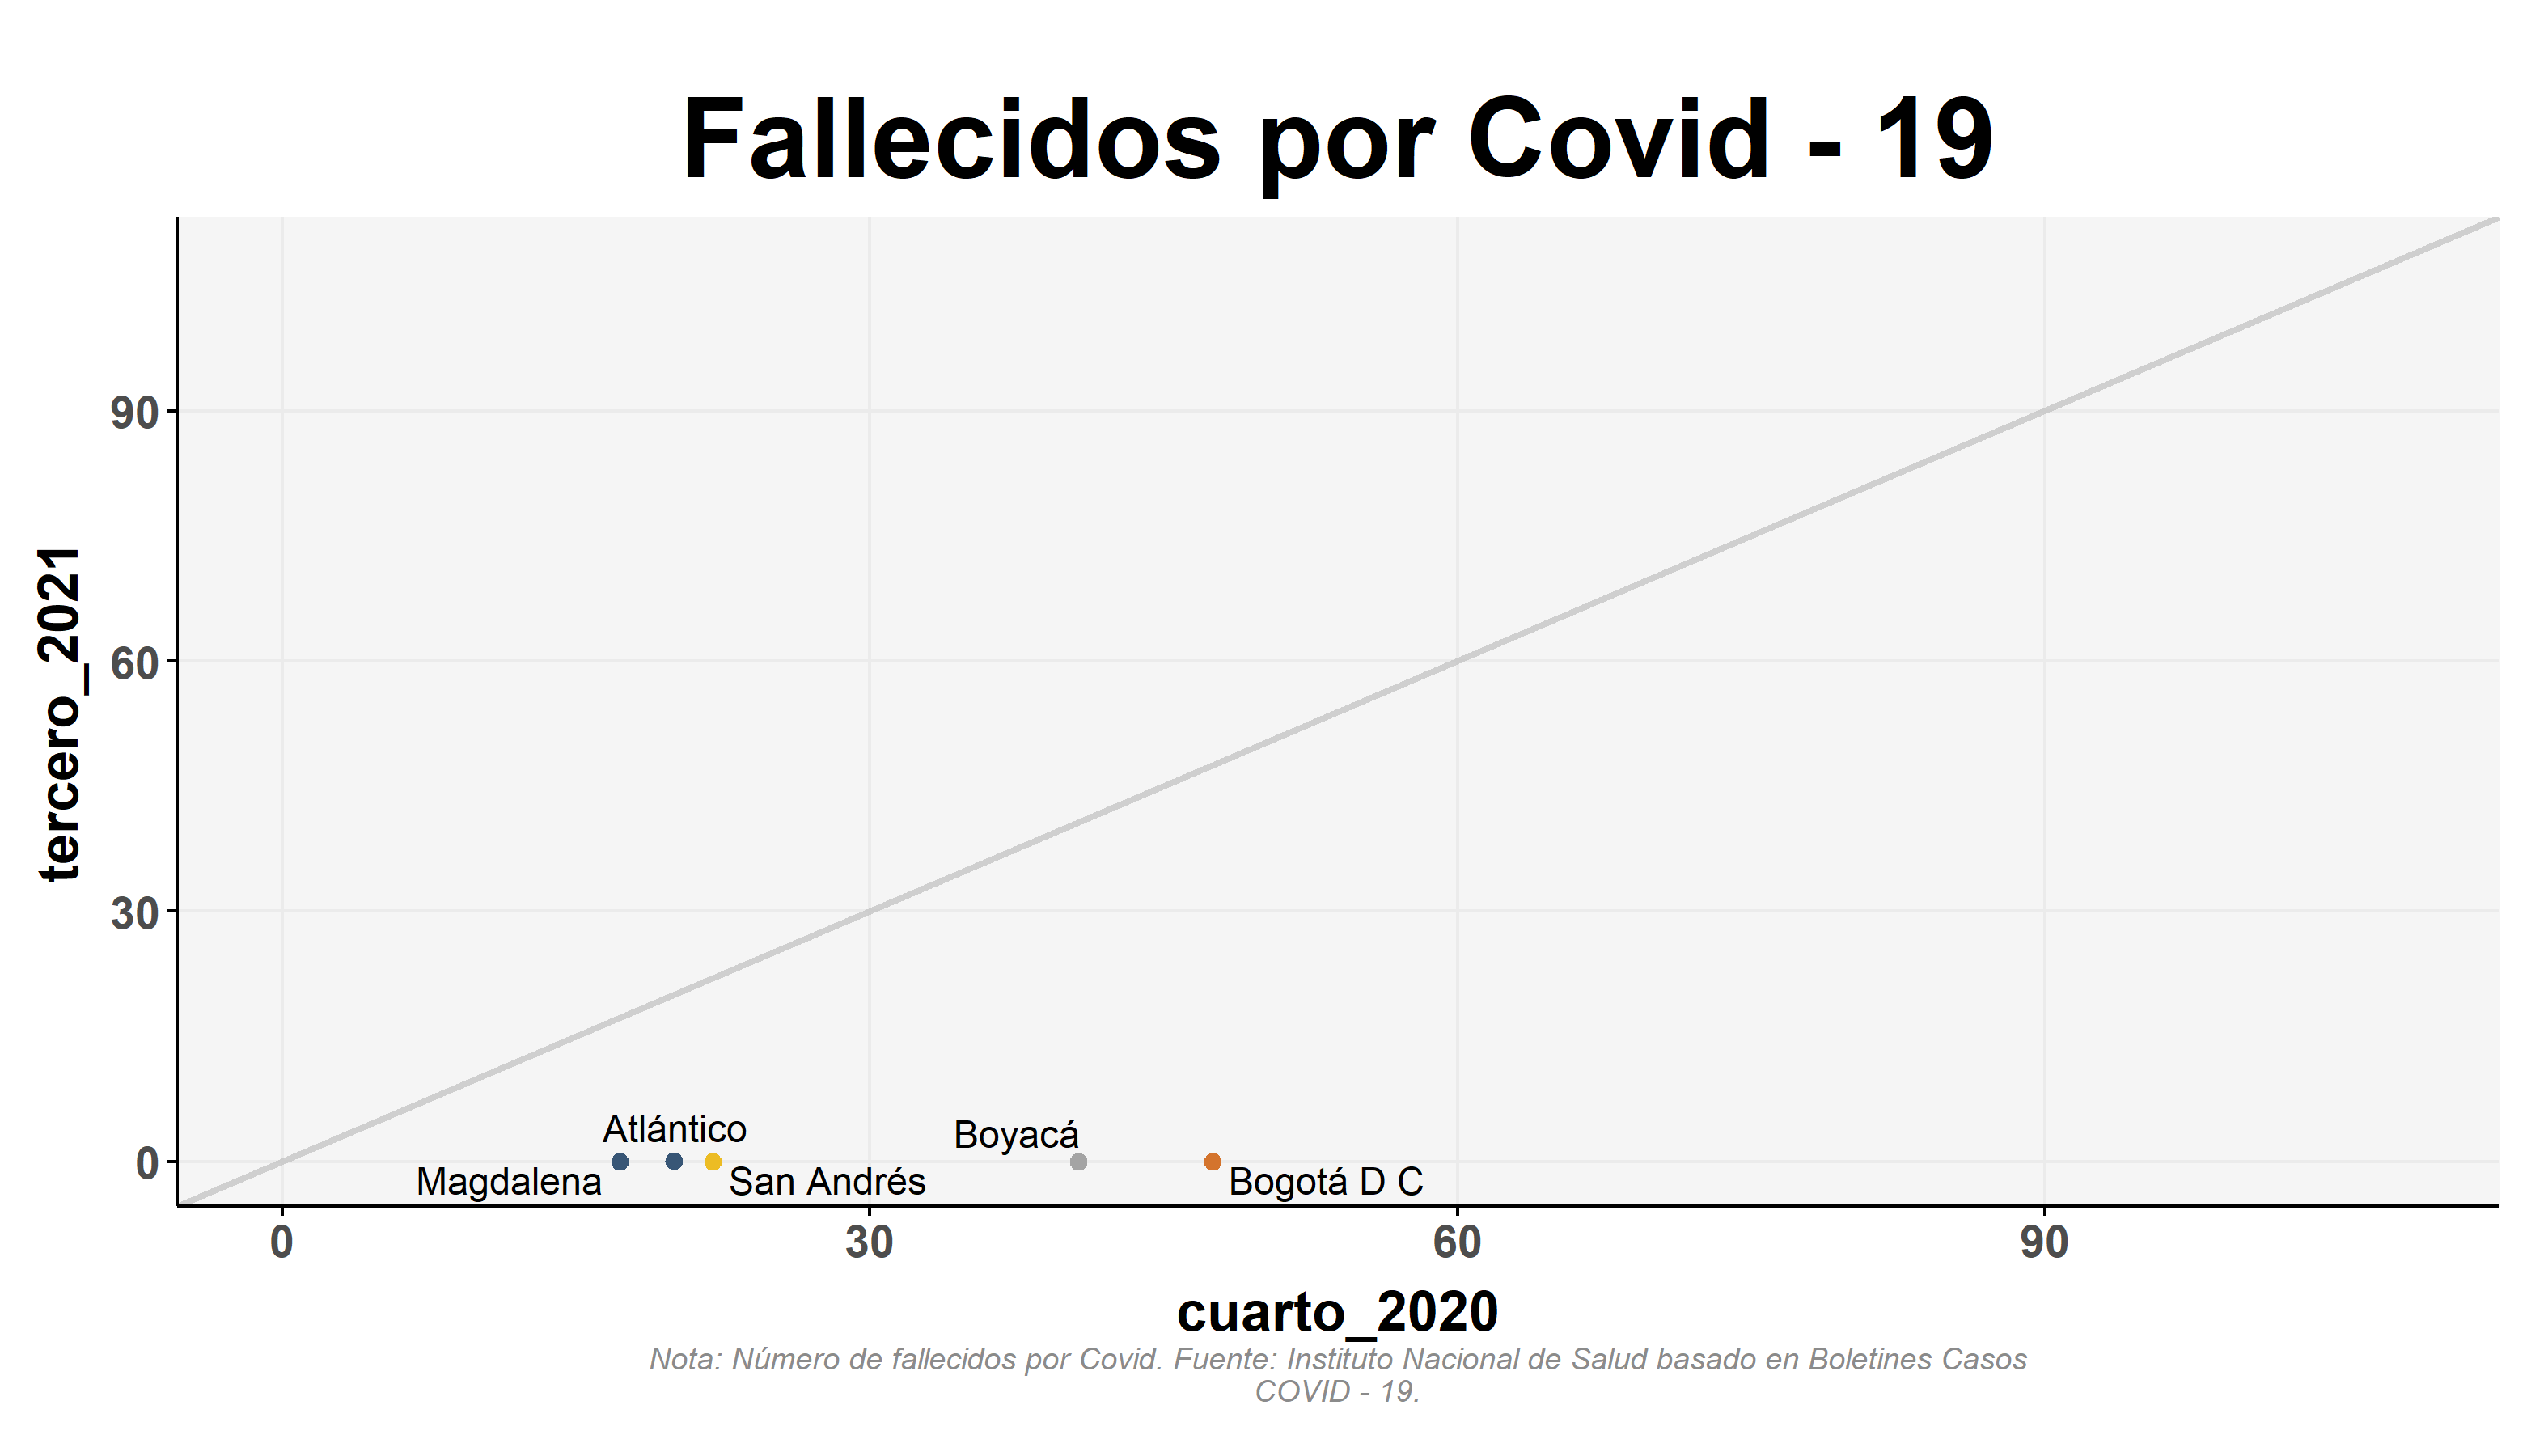 Fallecidos por Covid - 19
tercero_2021
90
60
30
0
Atlántico
Boyacá
Magdalena
San Andrés
Bogotá D C
0
30
60
90
cuarto_2020
Nota: Número de fallecidos por Covid. Fuente: Instituto Nacional de Salud basado en Boletines Casos
COVID - 19.